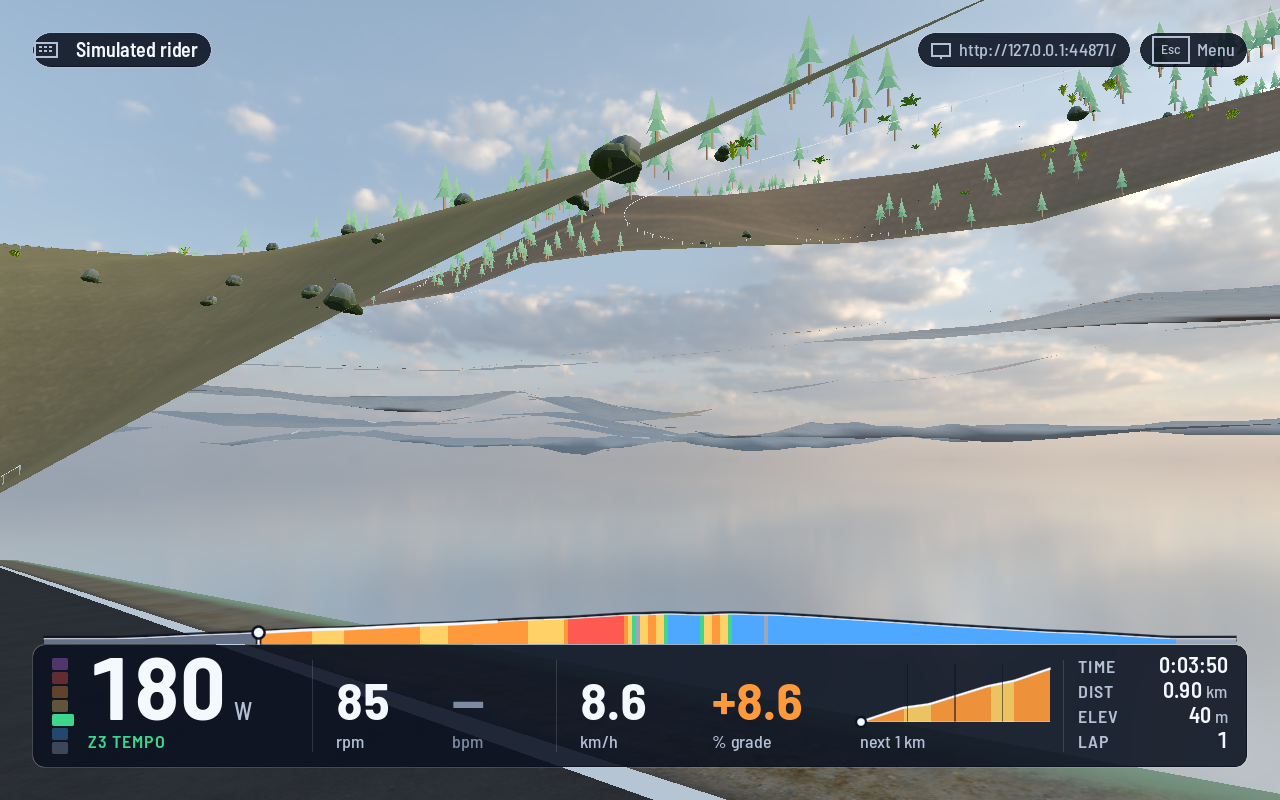 Simulated rider
http://127.0.0.1:44871/
Esc Menu
180 W
Z3 TEMPO
85
rpm
—
bpm
8.6
km/h
+8.6
% grade
next 1 km
TIME 0:03:50
DIST 0.90 km
ELEV 40 m
LAP 1